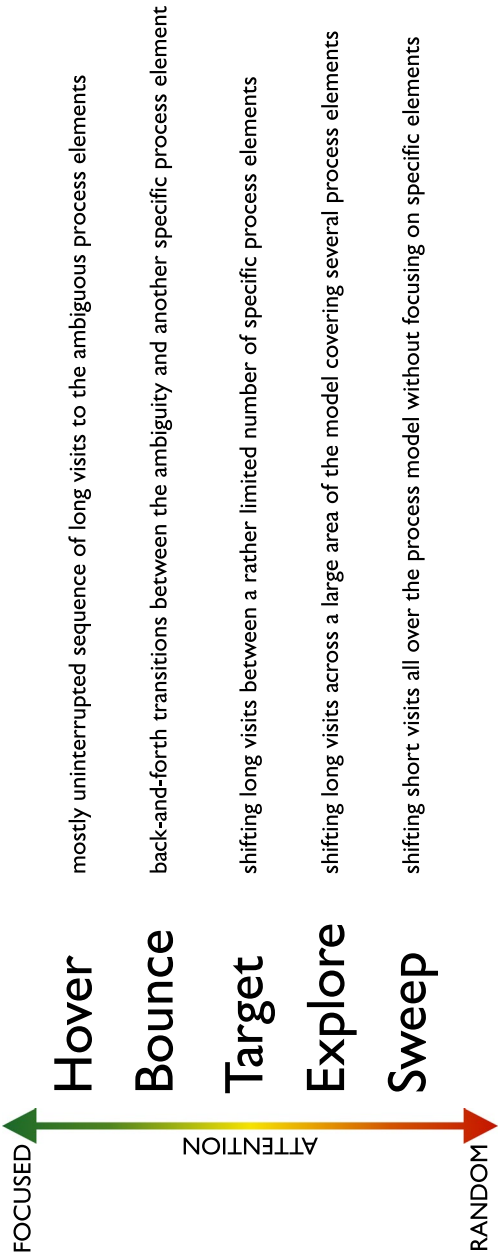 FOCUSED
ATTENTION
RANDOM
Hover
mostly uninterrupted sequence of long visits to the ambiguous process elements
Bounce
back-and-forth transitions between the ambiguity and another specific process element
Target
shifting long visits between a rather limited number of specific process elements
Explore
shifting long visits across a large area of the model covering several process elements
Sweep
shifting short visits all over the process model without focusing on specific elements